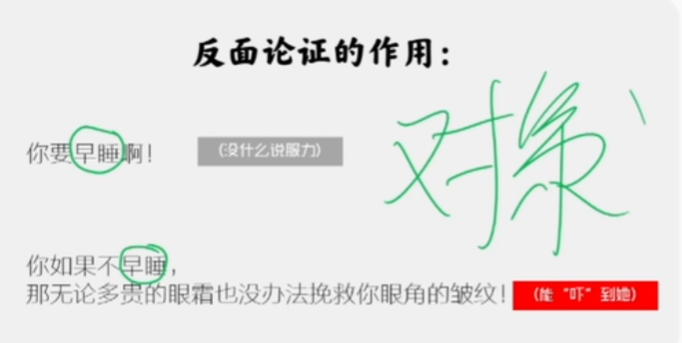 反面论证的作用：
你要早睡啊！ （没什么说服力）
对象
你如果不早睡，
那无论多贵的眼霜也没办法挽救你眼角的皱纹！ （能“吓”到她）